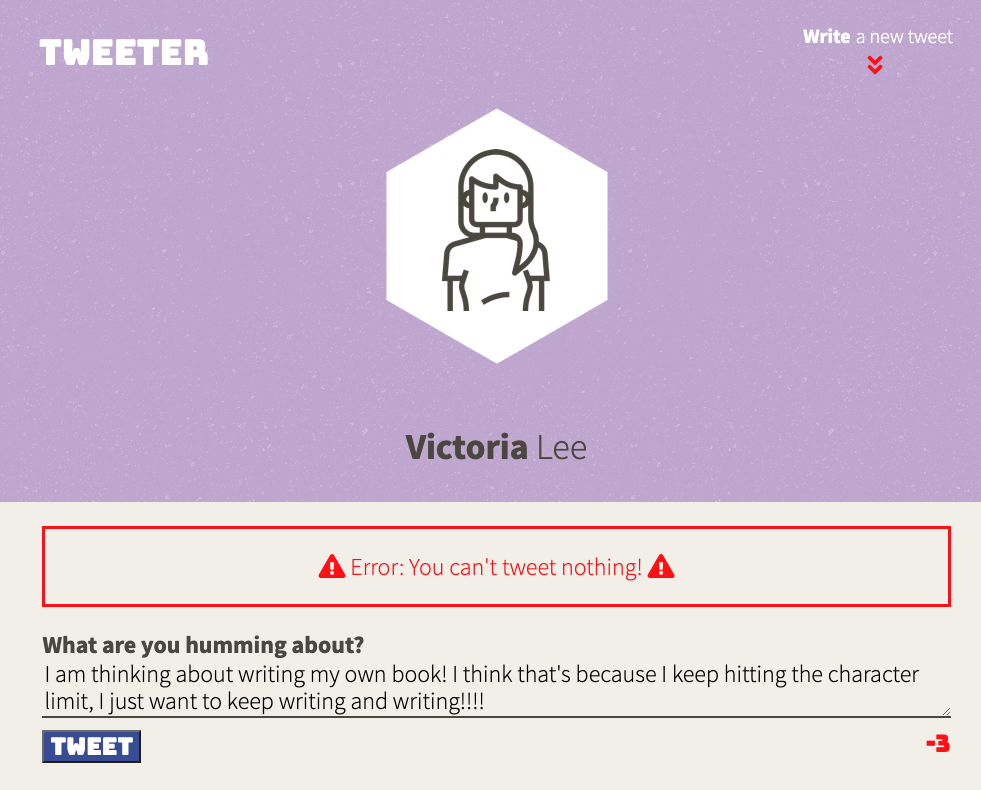 TWEETER
Write a new tweet
Victoria Lee
Error: You can't tweet nothing!
What are you humming about?
I am thinking about writing my own book! I think that's because I keep hitting the character
limit, I just want to keep writing and writing!!!!
TWEET
-3